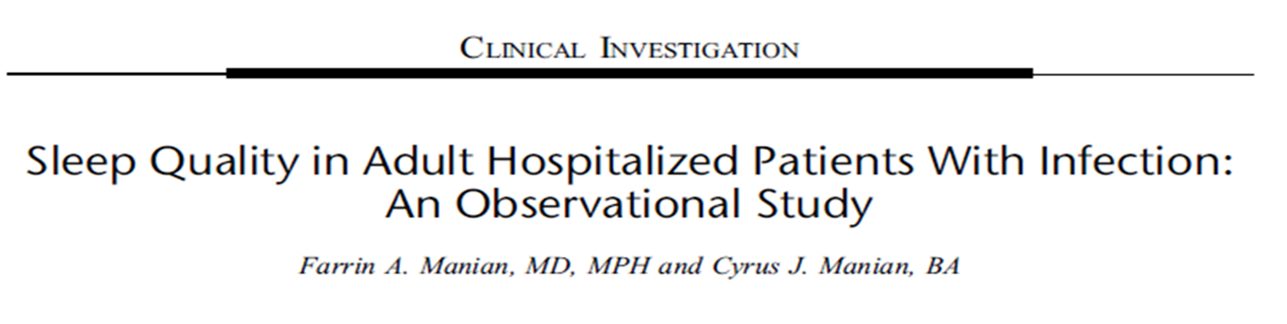 CLINICAL INVESTIGATION
Sleep Quality in Adult Hospitalized Patients With Infection:
An Observational Study
Farrin A. Manian, MD, MPH and Cyrus J. Manian, BA